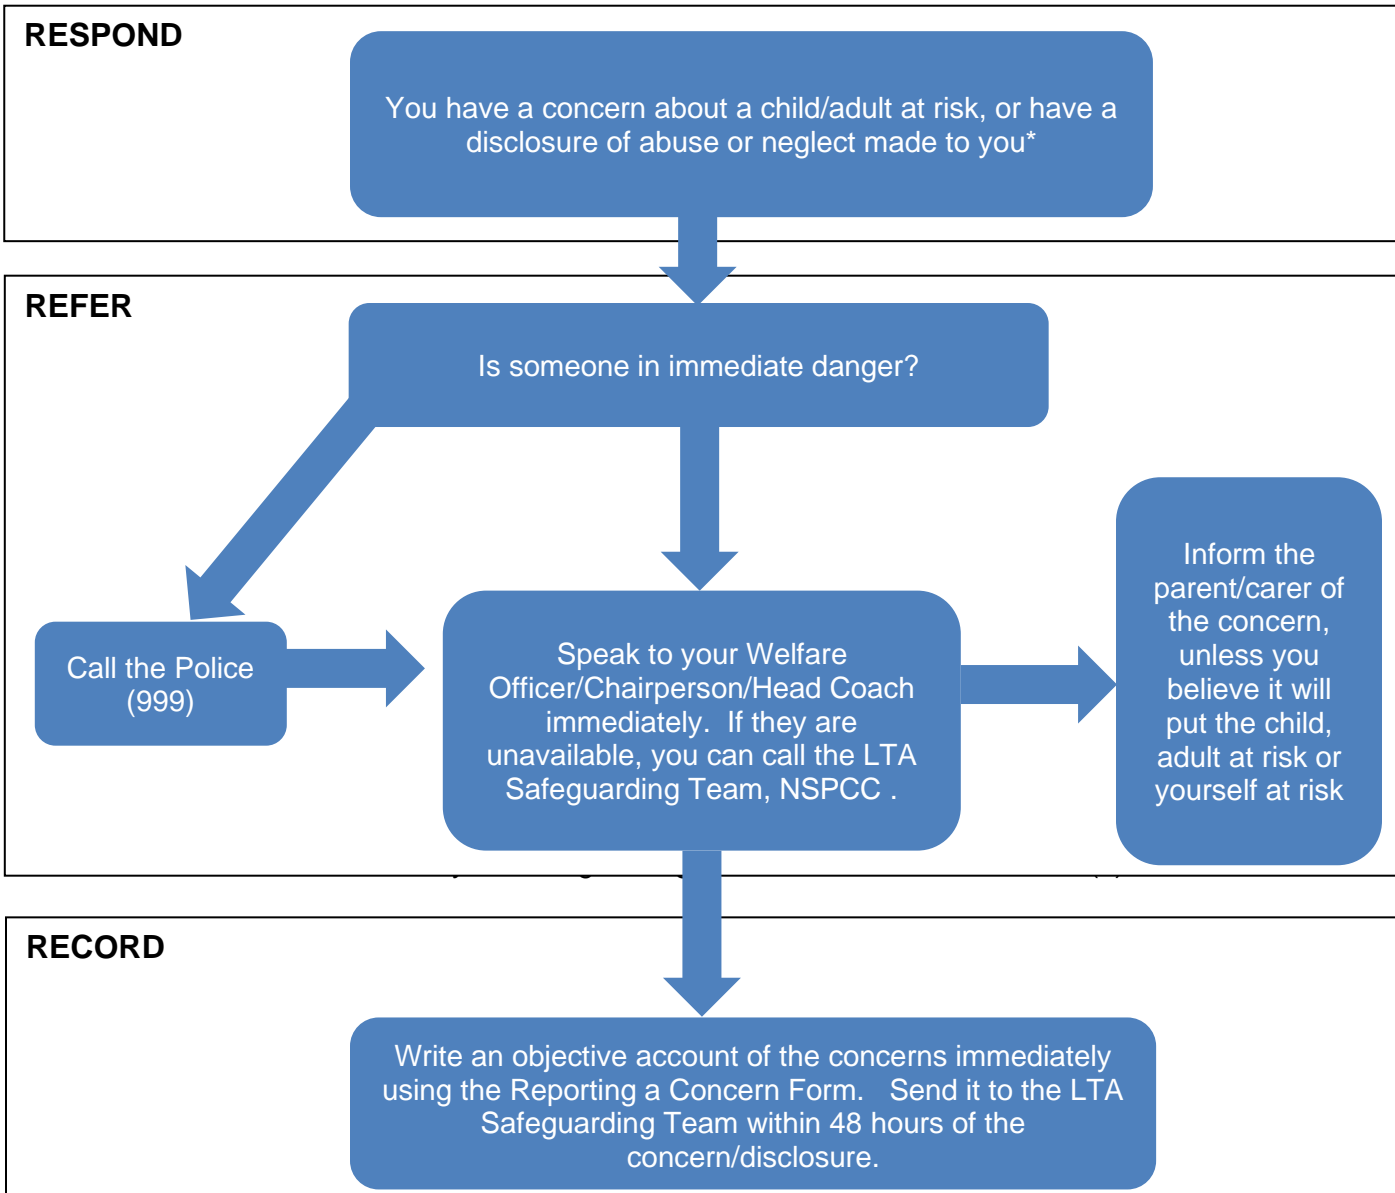 RESPOND
You have a concern about a child/adult at risk, or have a
disclosure of abuse or neglect made to you*
REFER
Is someone in immediate danger?
Call the Police
(999)
Speak to your Welfare
Officer/Chairperson/Head Coach
immediately.  If they are
unavailable, you can call the LTA
Safeguarding Team, NSPCC .
Inform the
parent/carer of
the concern,
unless you
believe it will
put the child,
adult at risk or
yourself at risk
RECORD
Write an objective account of the concerns immediately
using the Reporting a Concern Form.   Send it to the LTA
Safeguarding Team within 48 hours of the
concern/disclosure.